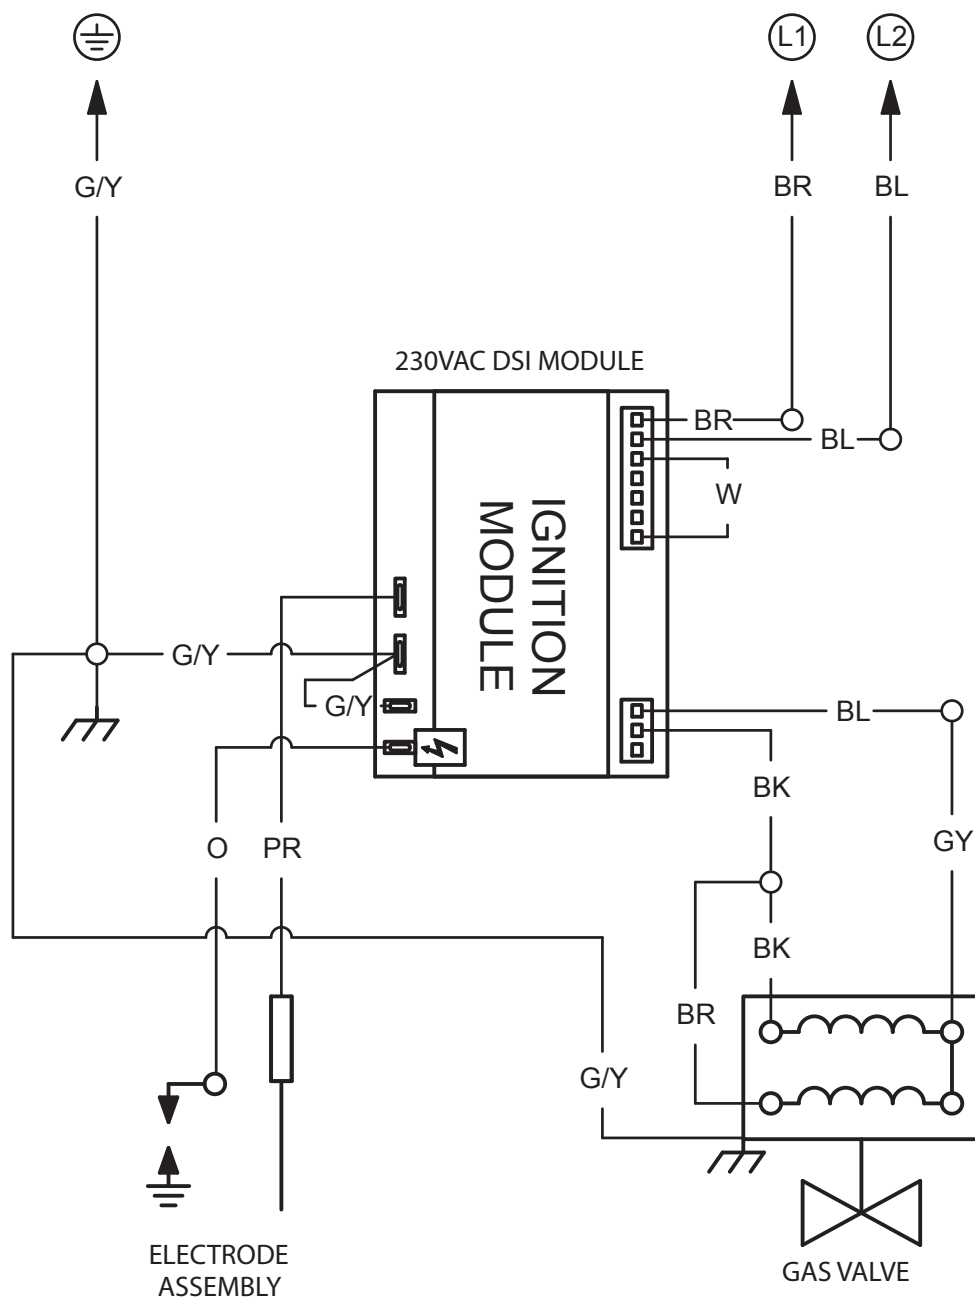 L1
L2
G/Y
BR
BL
230VAC DSI MODULE
BR
BL
W
IGNITION
MODULE
G/Y
G/Y
BL
BK
O
PR
GY
BK
BR
G/Y
ELECTRODE
ASSEMBLY
GAS VALVE